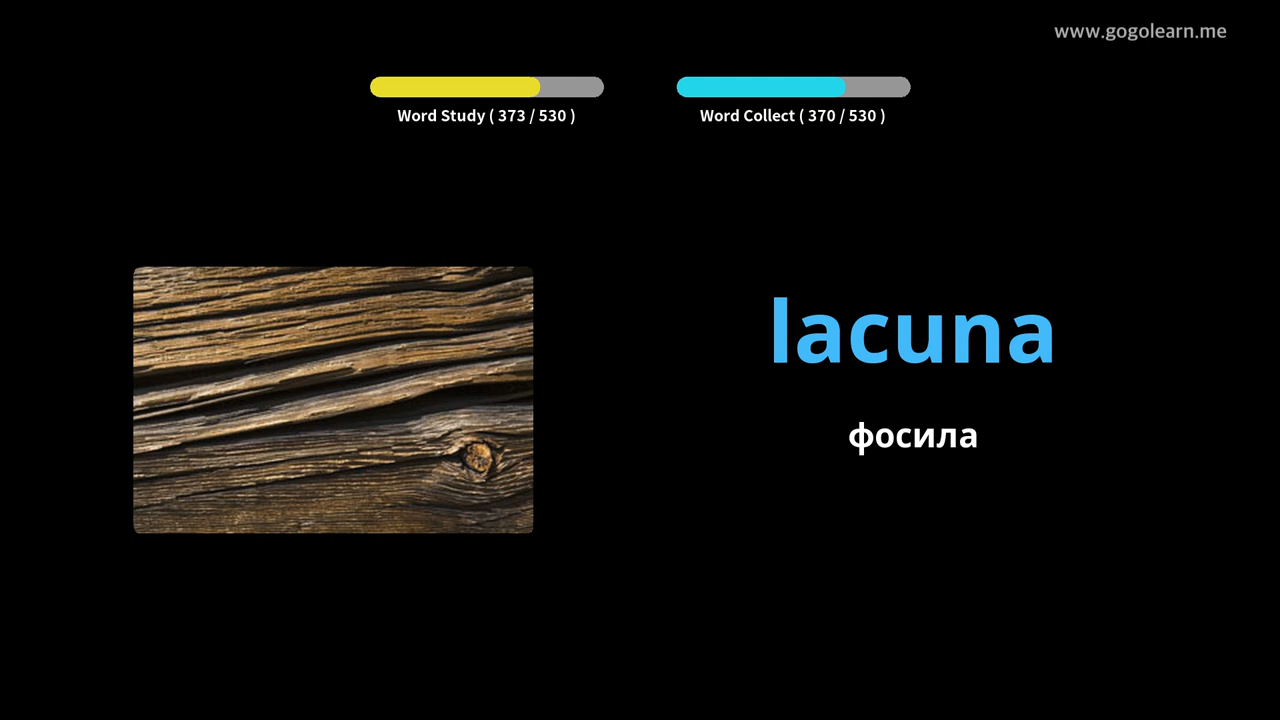 www.gogolearn.me
Word Study ( 373 / 530 )
Word Collect ( 370 / 530 )
lacuna
фосила